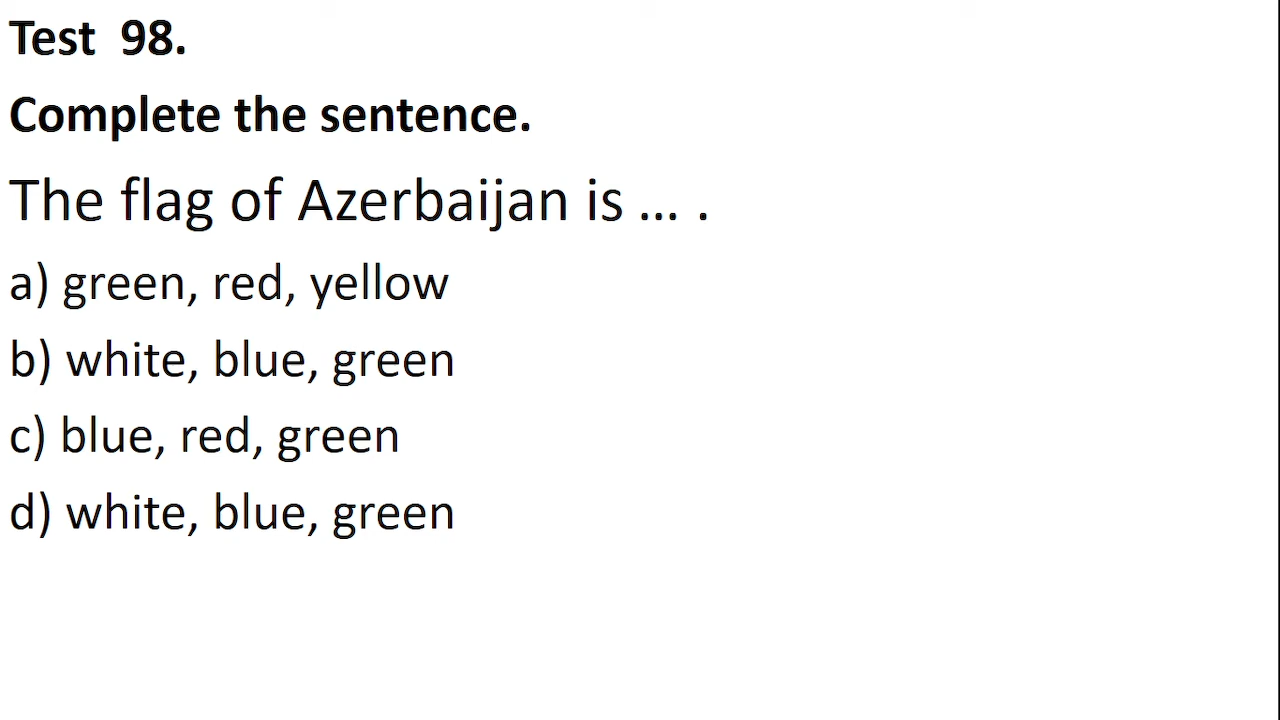 Test 98.
Complete the sentence.
The flag of Azerbaijan is ... .
a) green, red, yellow
b) white, blue, green
c) blue, red, green
d) white, blue, green